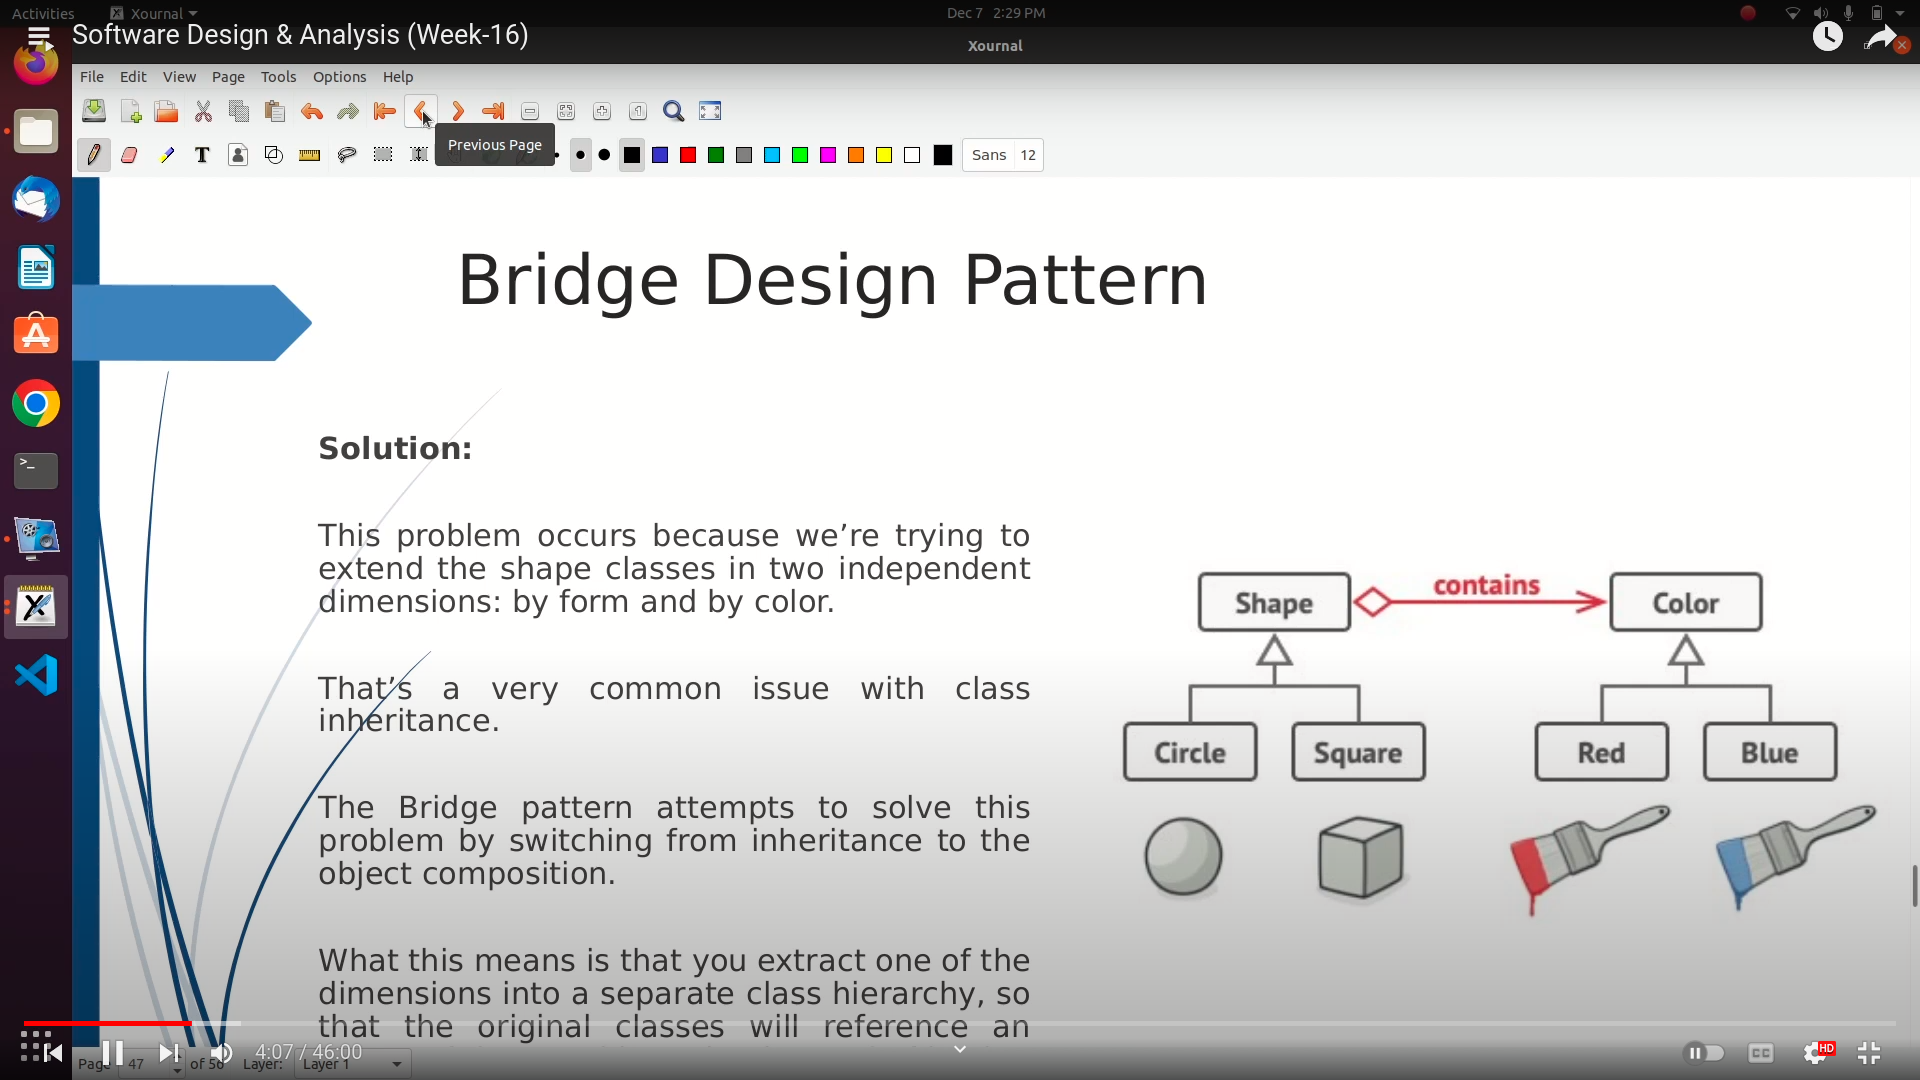 Activities
Xournal
Dec 7 2:29 PM
Software Design & Analysis (Week-16)
Xournal
File Edit View Page Tools Options Help
Previous Page
Sans 12
Bridge Design Pattern
Solution:
This problem occurs because we’re trying to
extend the shape classes in two independent
dimensions: by form and by color.
That’s a very common issue with class
inheritance.
The Bridge pattern attempts to solve this
problem by switching from inheritance to the
object composition.
What this means is that you extract one of the
dimensions into a separate class hierarchy, so
that the original classes will reference an
Shape
contains
Color
Circle
Square
Red
Blue
4:07 / 46:00
CC
HD
Page 47 of 56 Layer: Layer 1